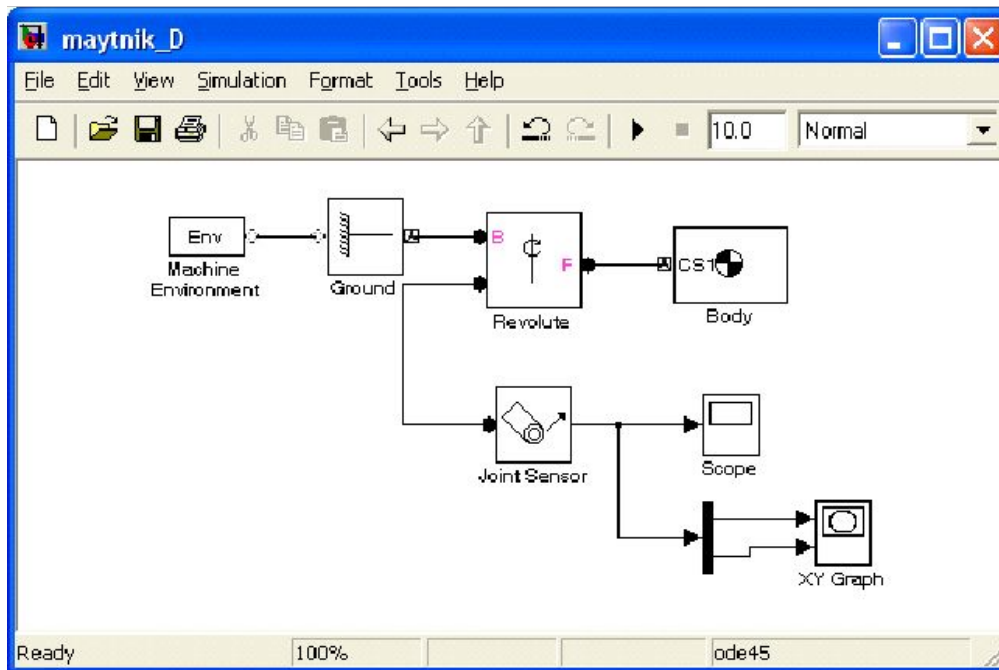 maytnik_D
File Edit View Simulation Format Tools Help
10.0 Normal
Env
Machine
Environment
Ground
B
F
Revolute
CS1
Body
Joint Sensor
Scope
XY Graph
Ready 100% ode45